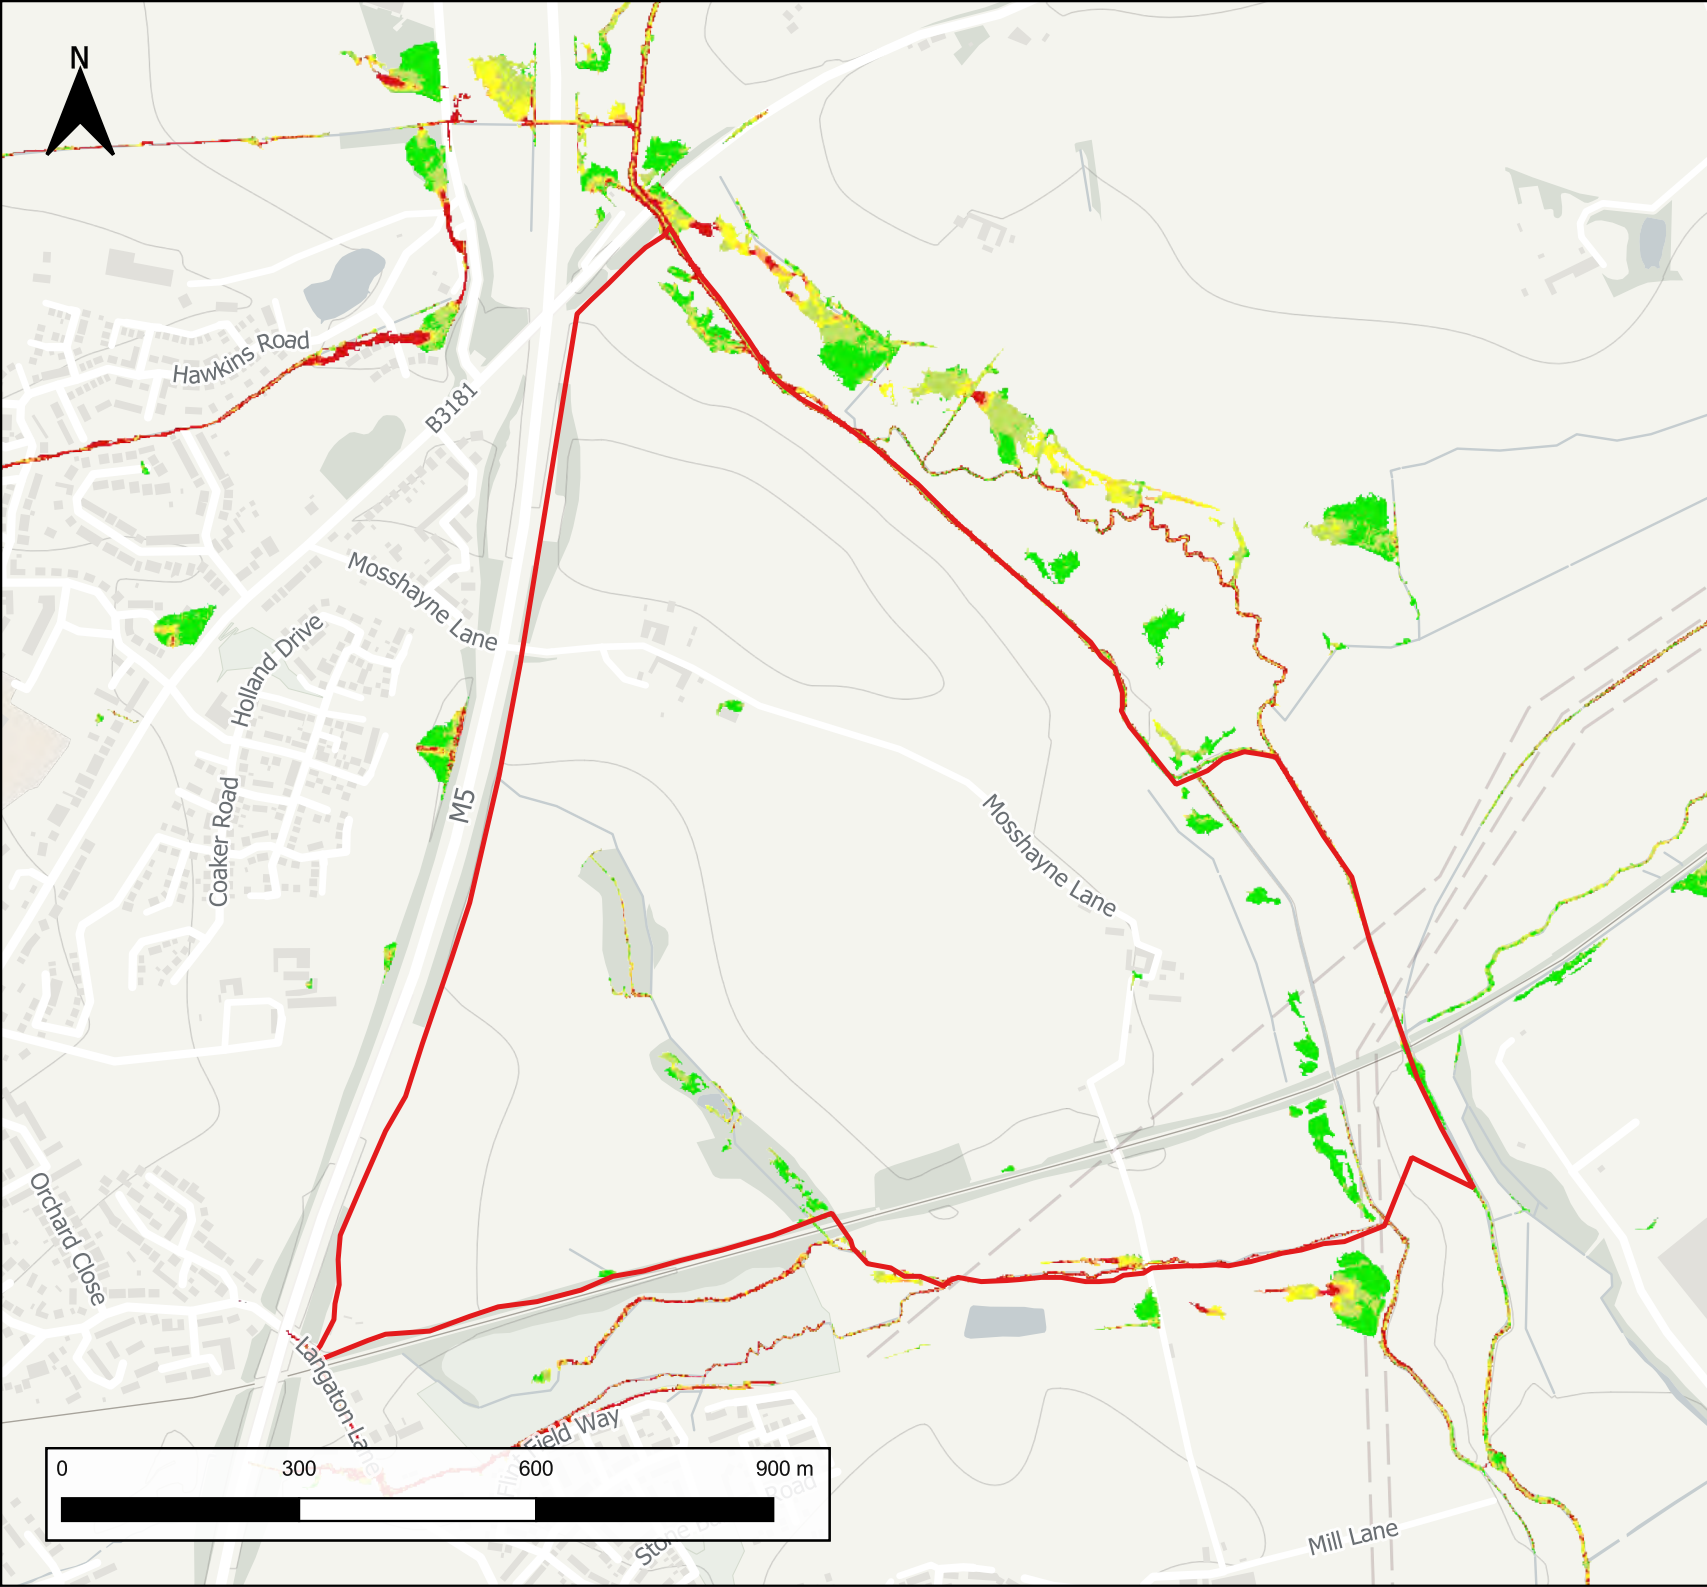 N
Hawkins Road
B3181
Mosshayne Lane
Holland Drive
Coaker Road
M5
Mosshayne Lane
Orchard Close
Langaton Lane
Field Way
Road
Mill Lane
0 300 600 900 m